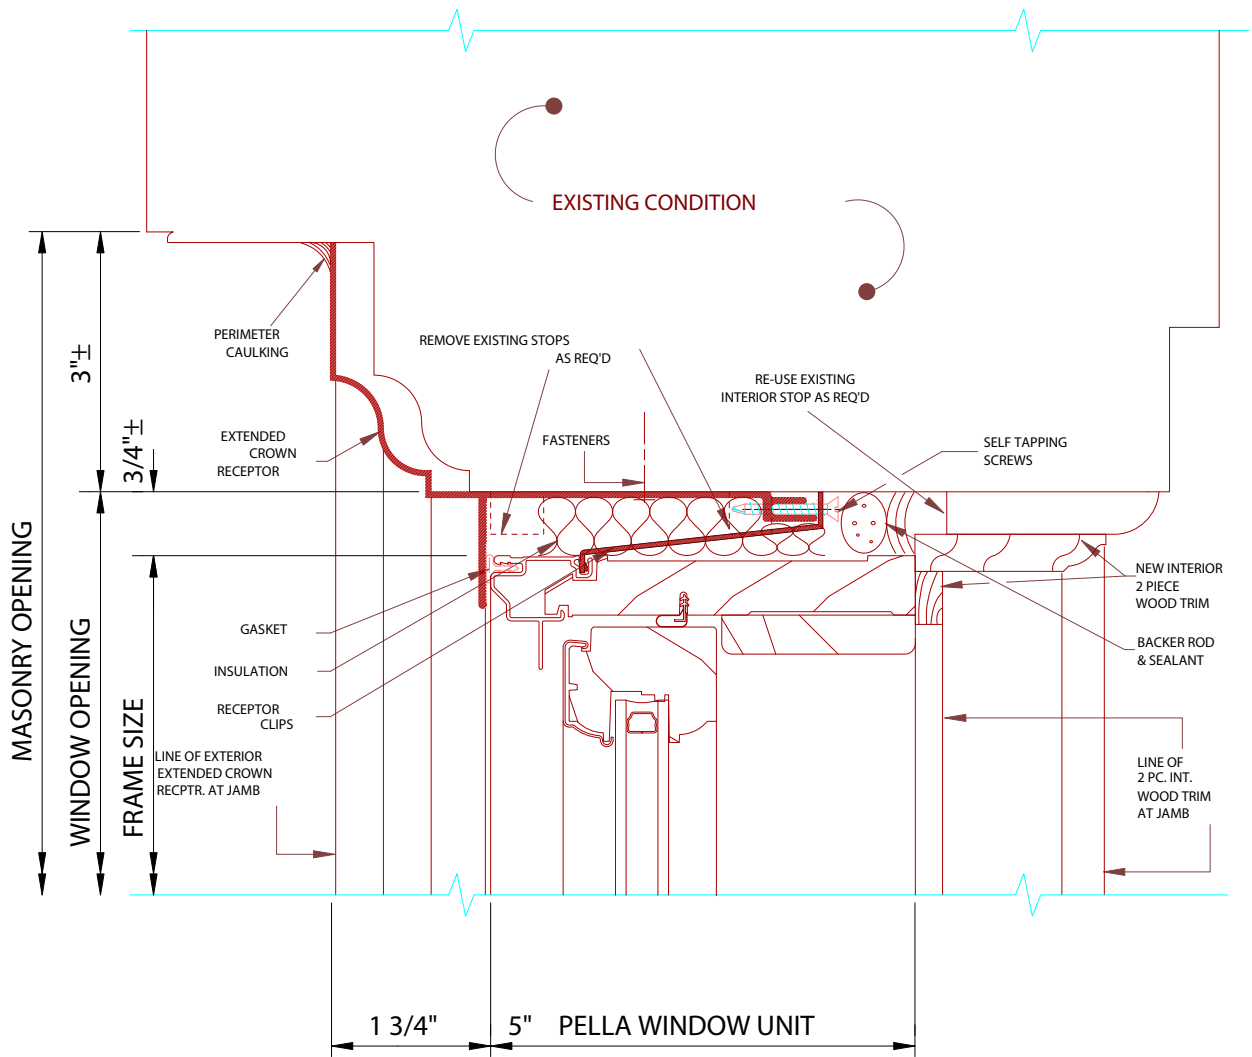 EXISTING CONDITION
PERIMETER
CAULKING
REMOVE EXISTING STOPS
AS REQ'D
RE-USE EXISTING
INTERIOR STOP AS REQ'D
3"±
3/4"±
EXTENDED
CROWN
RECEPTOR
FASTENERS
SELF TAPPING
SCREWS
MASONRY OPENING
WINDOW OPENING
FRAME SIZE
GASKET
INSULATION
RECEPTOR
CLIPS
LINE OF EXTERIOR
EXTENDED CROWN
RECPTR. AT JAMB
NEW INTERIOR
2 PIECE
WOOD TRIM
BACKER ROD
& SEALANT
LINE OF
2 PC. INT.
WOOD TRIM
AT JAMB
1 3/4"
5" PELLA WINDOW UNIT